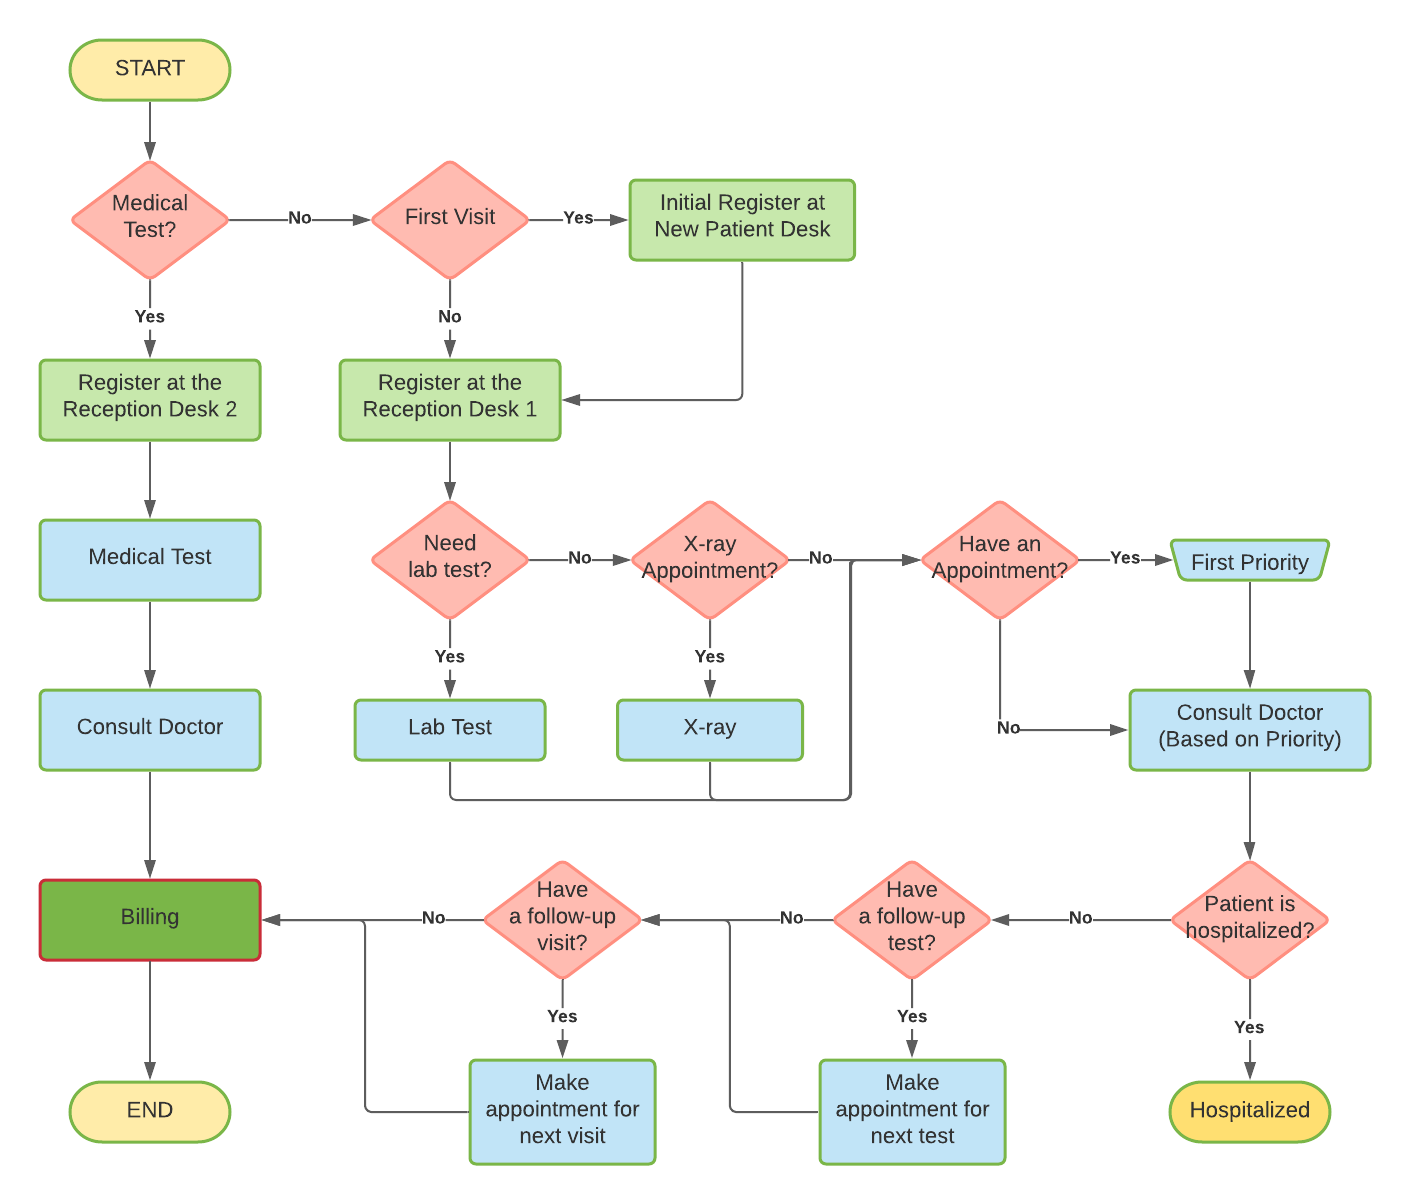 START
Medical
Test?
No
First Visit
Yes
Initial Register at
New Patient Desk
Yes
No
Register at the
Reception Desk 2
Register at the
Reception Desk 1
Medical Test
Need
lab test?
No
X-ray
Appointment?
No
Have an
Appointment?
Yes
First Priority
Yes
Yes
Consult Doctor
Lab Test
X-ray
No
Consult Doctor
(Based on Priority)
Billing
No
Have
a follow-up
visit?
No
Have
a follow-up
test?
No
Patient is
hospitalized?
Yes
Yes
Yes
END
Make
appointment for
next visit
Make
appointment for
next test
Hospitalized